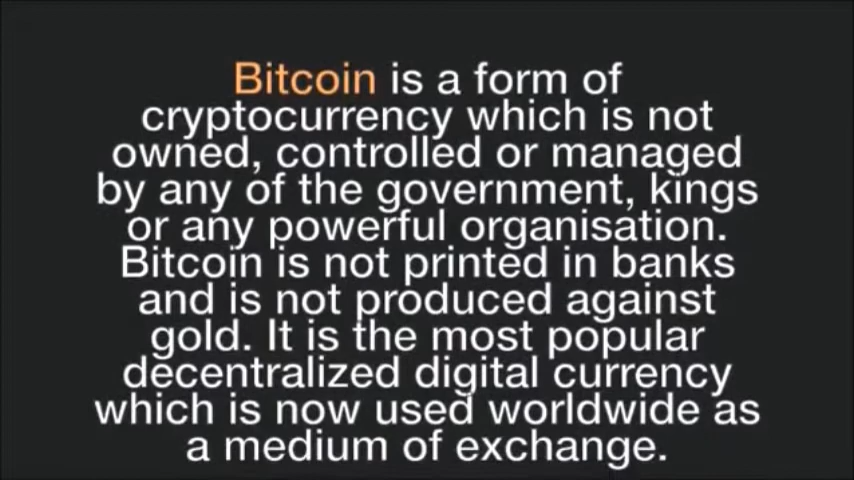 Bitcoin is a form of
cryptocurrency which is not
owned, controlled or managed
by any of the government, kings
or any powerful organisation.
Bitcoin is not printed in banks
and is not produced against
gold. It is the most popular
decentralized digital currency
which is now used worldwide as
a medium of exchange.